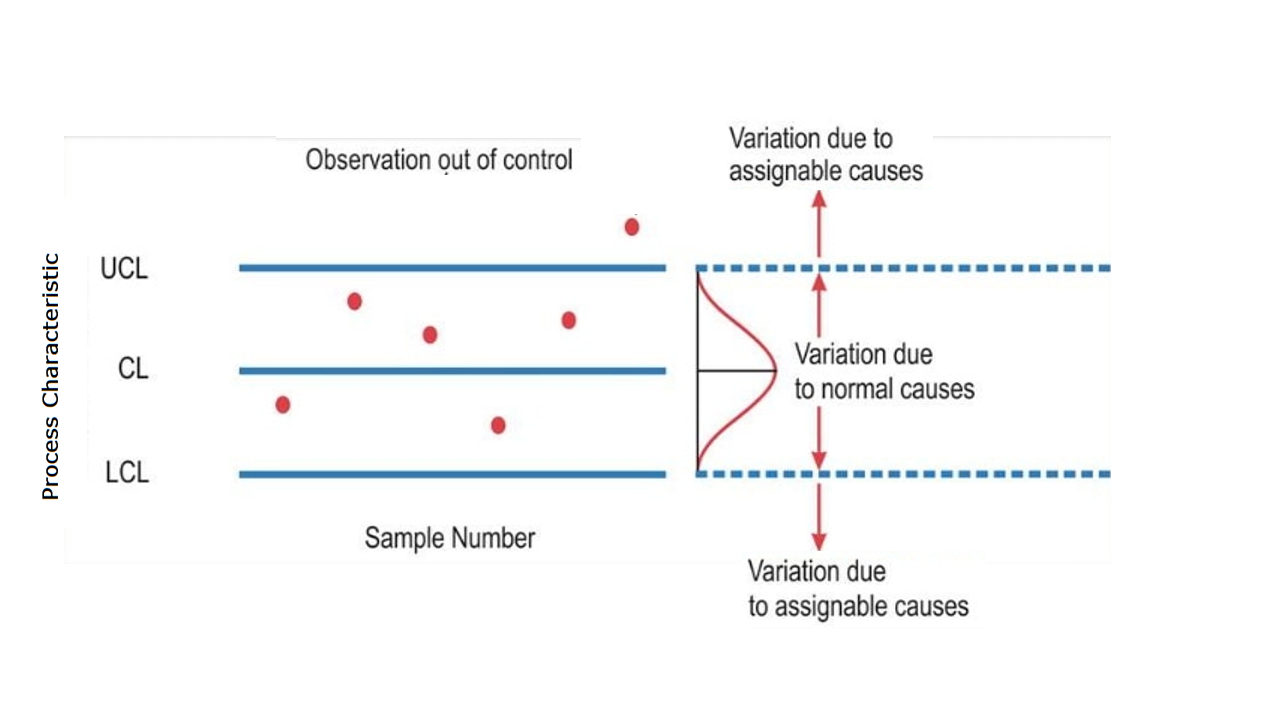 Observation out of control
Variation due to
assignable causes
Process Characteristic
UCL
CL
LCL
Variation due
to normal causes
Sample Number
Variation due
to assignable causes